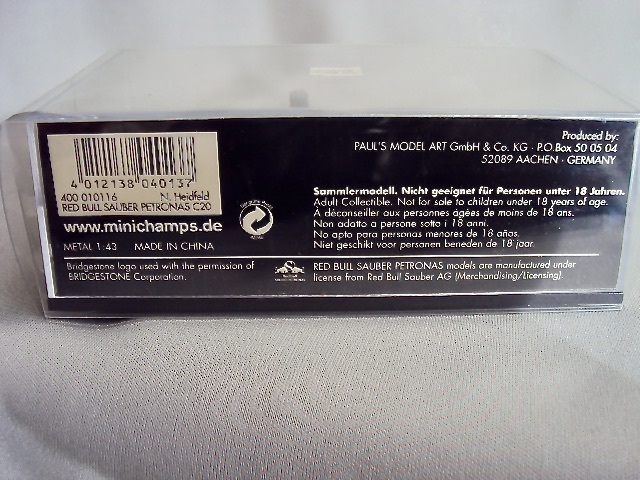 4 012138 040137
400 010116 N. Heidfeld
RED BULL SAUBER PETRONAS C20
www.minichamps.de
METAL 1:43 MADE IN CHINA
Bridgestone logo used with the permission of
BRIDGESTONE Corporation.
Produced by:
PAUL'S MODEL ART GmbH & Co. KG · P.O.Box 50 05 04
52089 AACHEN · GERMANY
Sammlermodell. Nicht geeignet für Personen unter 18 Jahren.
Adult Collectible. Not for sale to children under 18 years of age.
À déconseiller aux personnes agées de moins de 18 ans.
Non adatto a persone sotto i 18 anni.
No apto para personas menores de 18 años.
Niet geschikt voor personen beneden de 18 jaar.
RED BULL SAUBER PETRONAS models are manufactured under
license from Red Bull Sauber AG (Merchandising/Licensing).